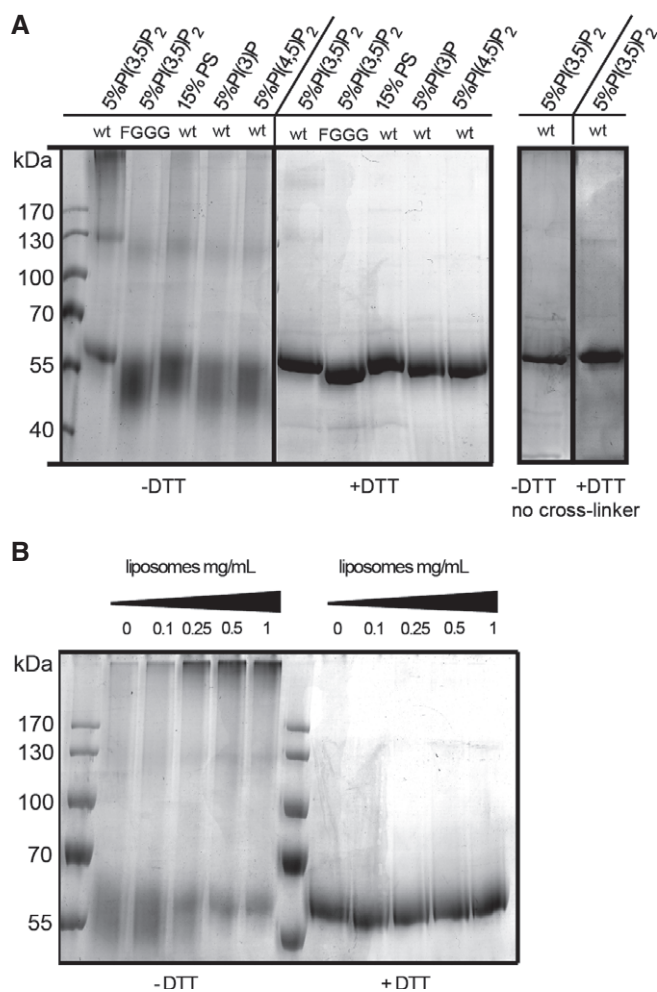 A
5%PI(3,5)P2 5%PI(3,5)P2 15% PS 5%PI(3)P 5%PI(4,5)P2 5%PI(3,5)P2 5%PI(3,5)P2 15% PS 5%PI(3)P 5%PI(4,5)P2 5%PI(3,5)P2 5%PI(3,5)P2
wt FGGG wt wt wt wt FGGG wt wt wt wt wt
kDa
170
130
100
70
55
40
-DTT +DTT -DTT +DTT
no cross-linker
B
liposomes mg/mL liposomes mg/mL
0 0.1 0.25 0.5 1 0 0.1 0.25 0.5 1
kDa
170
130
100
70
55
- DTT + DTT